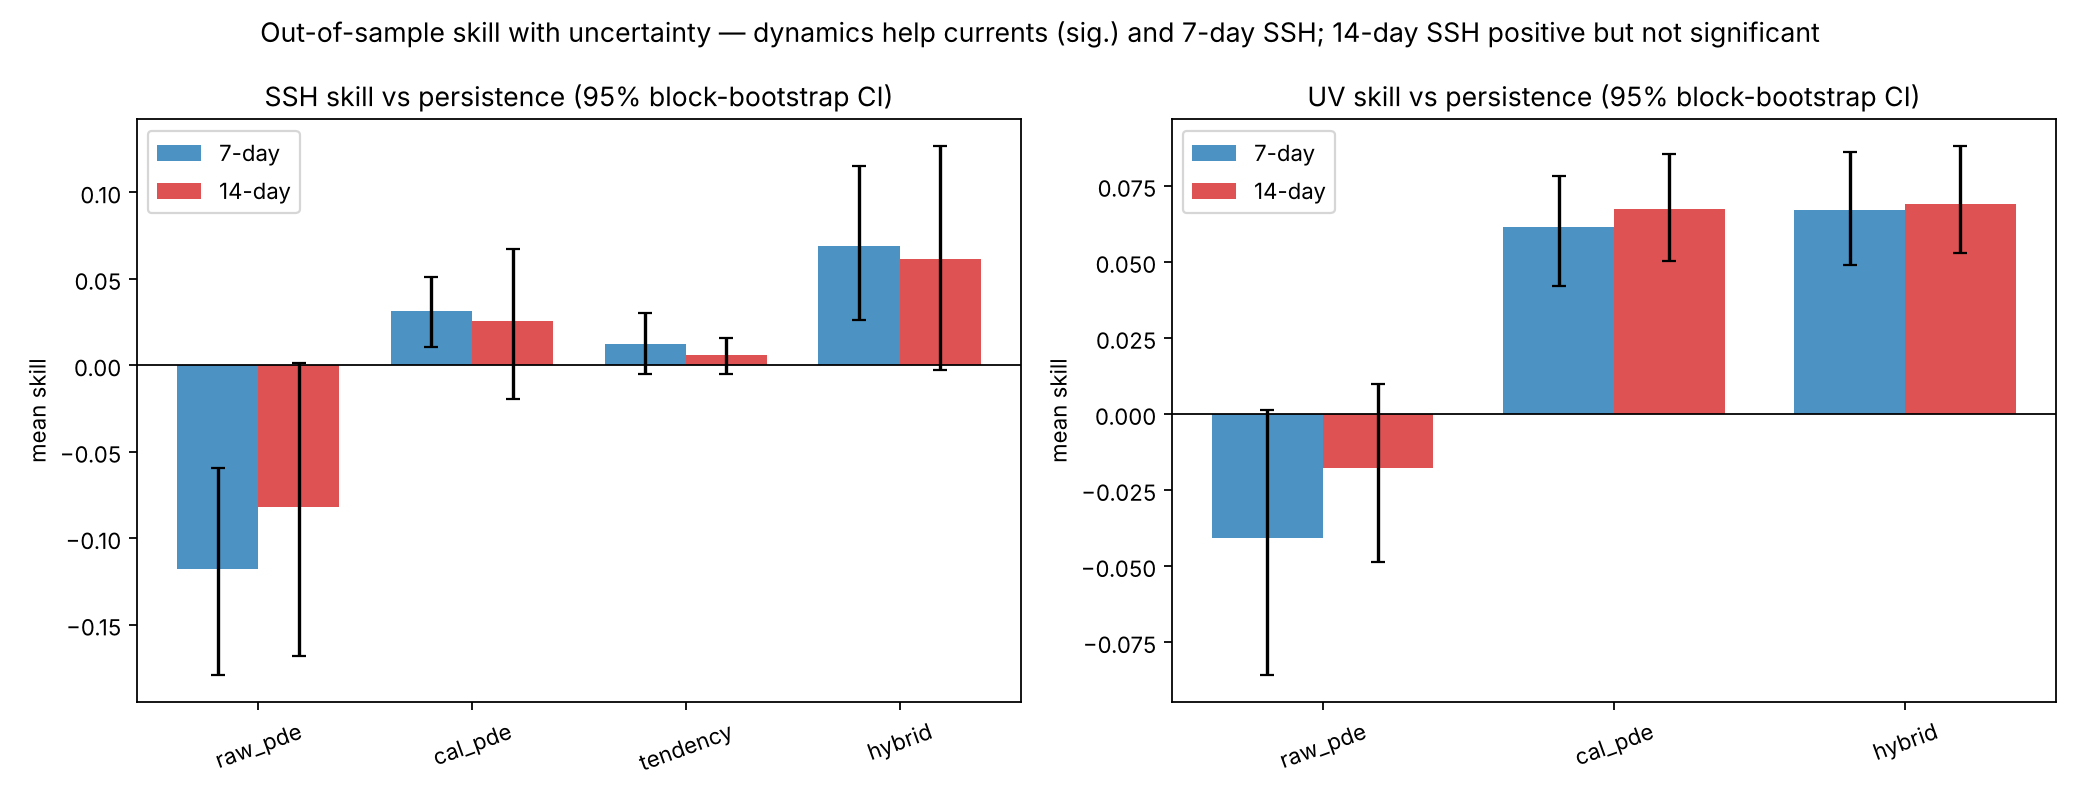 Out-of-sample skill with uncertainty — dynamics help currents (sig.) and 7-day SSH; 14-day SSH positive but not significant
SSH skill vs persistence (95% block-bootstrap CI)
7-day
14-day
mean skill
0.10
0.05
0.00
−0.05
−0.10
−0.15
raw_pde
cal_pde
tendency
hybrid
UV skill vs persistence (95% block-bootstrap CI)
7-day
14-day
mean skill
0.075
0.050
0.025
0.000
−0.025
−0.050
−0.075
raw_pde
cal_pde
hybrid